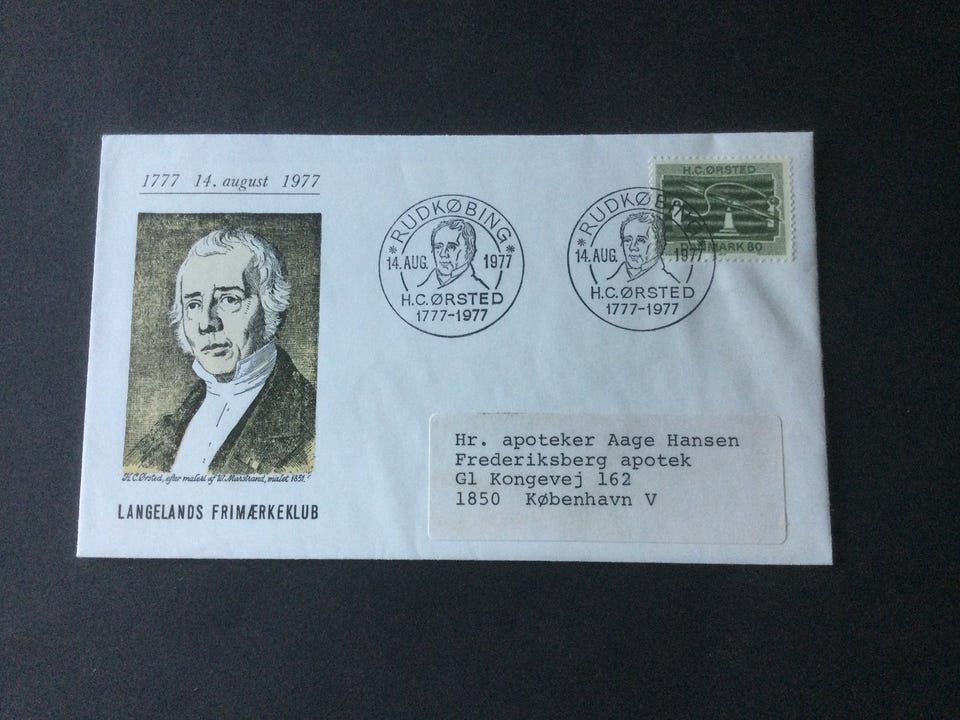 1777 14. august 1977
H.C. Ørsted, efter maleri af W. Marstrand, malet 1851.
LANGELANDS FRIMÆRKEKLUB
* RUDKØBING *
14. AUG. 1977
H.C. ØRSTED
1777-1977
* RUDKØBING *
14. AUG. 1977
H.C. ØRSTED
1777-1977
H.C. ØRSTED
DANMARK 80
Hr. apoteker Aage Hansen
Frederiksberg apotek
Gl Kongevej 162
1850 København V